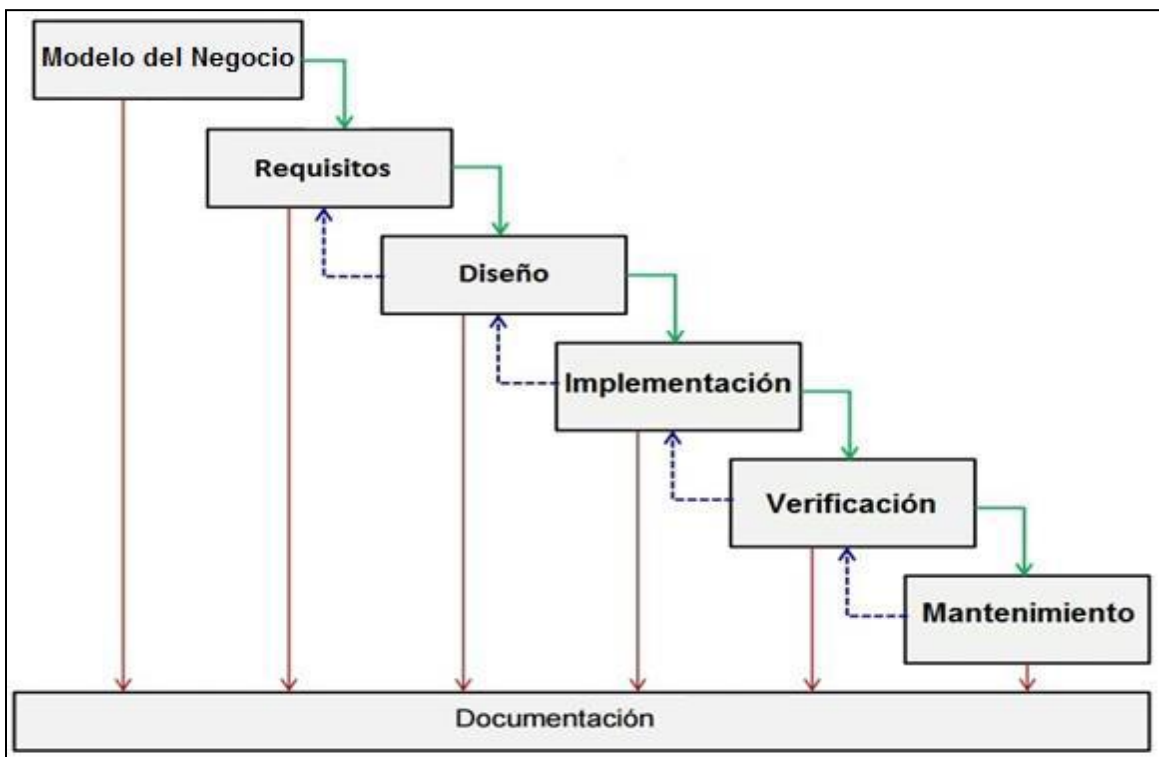 Modelo del Negocio
Requisitos
Diseño
Implementación
Verificación
Mantenimiento
Documentación